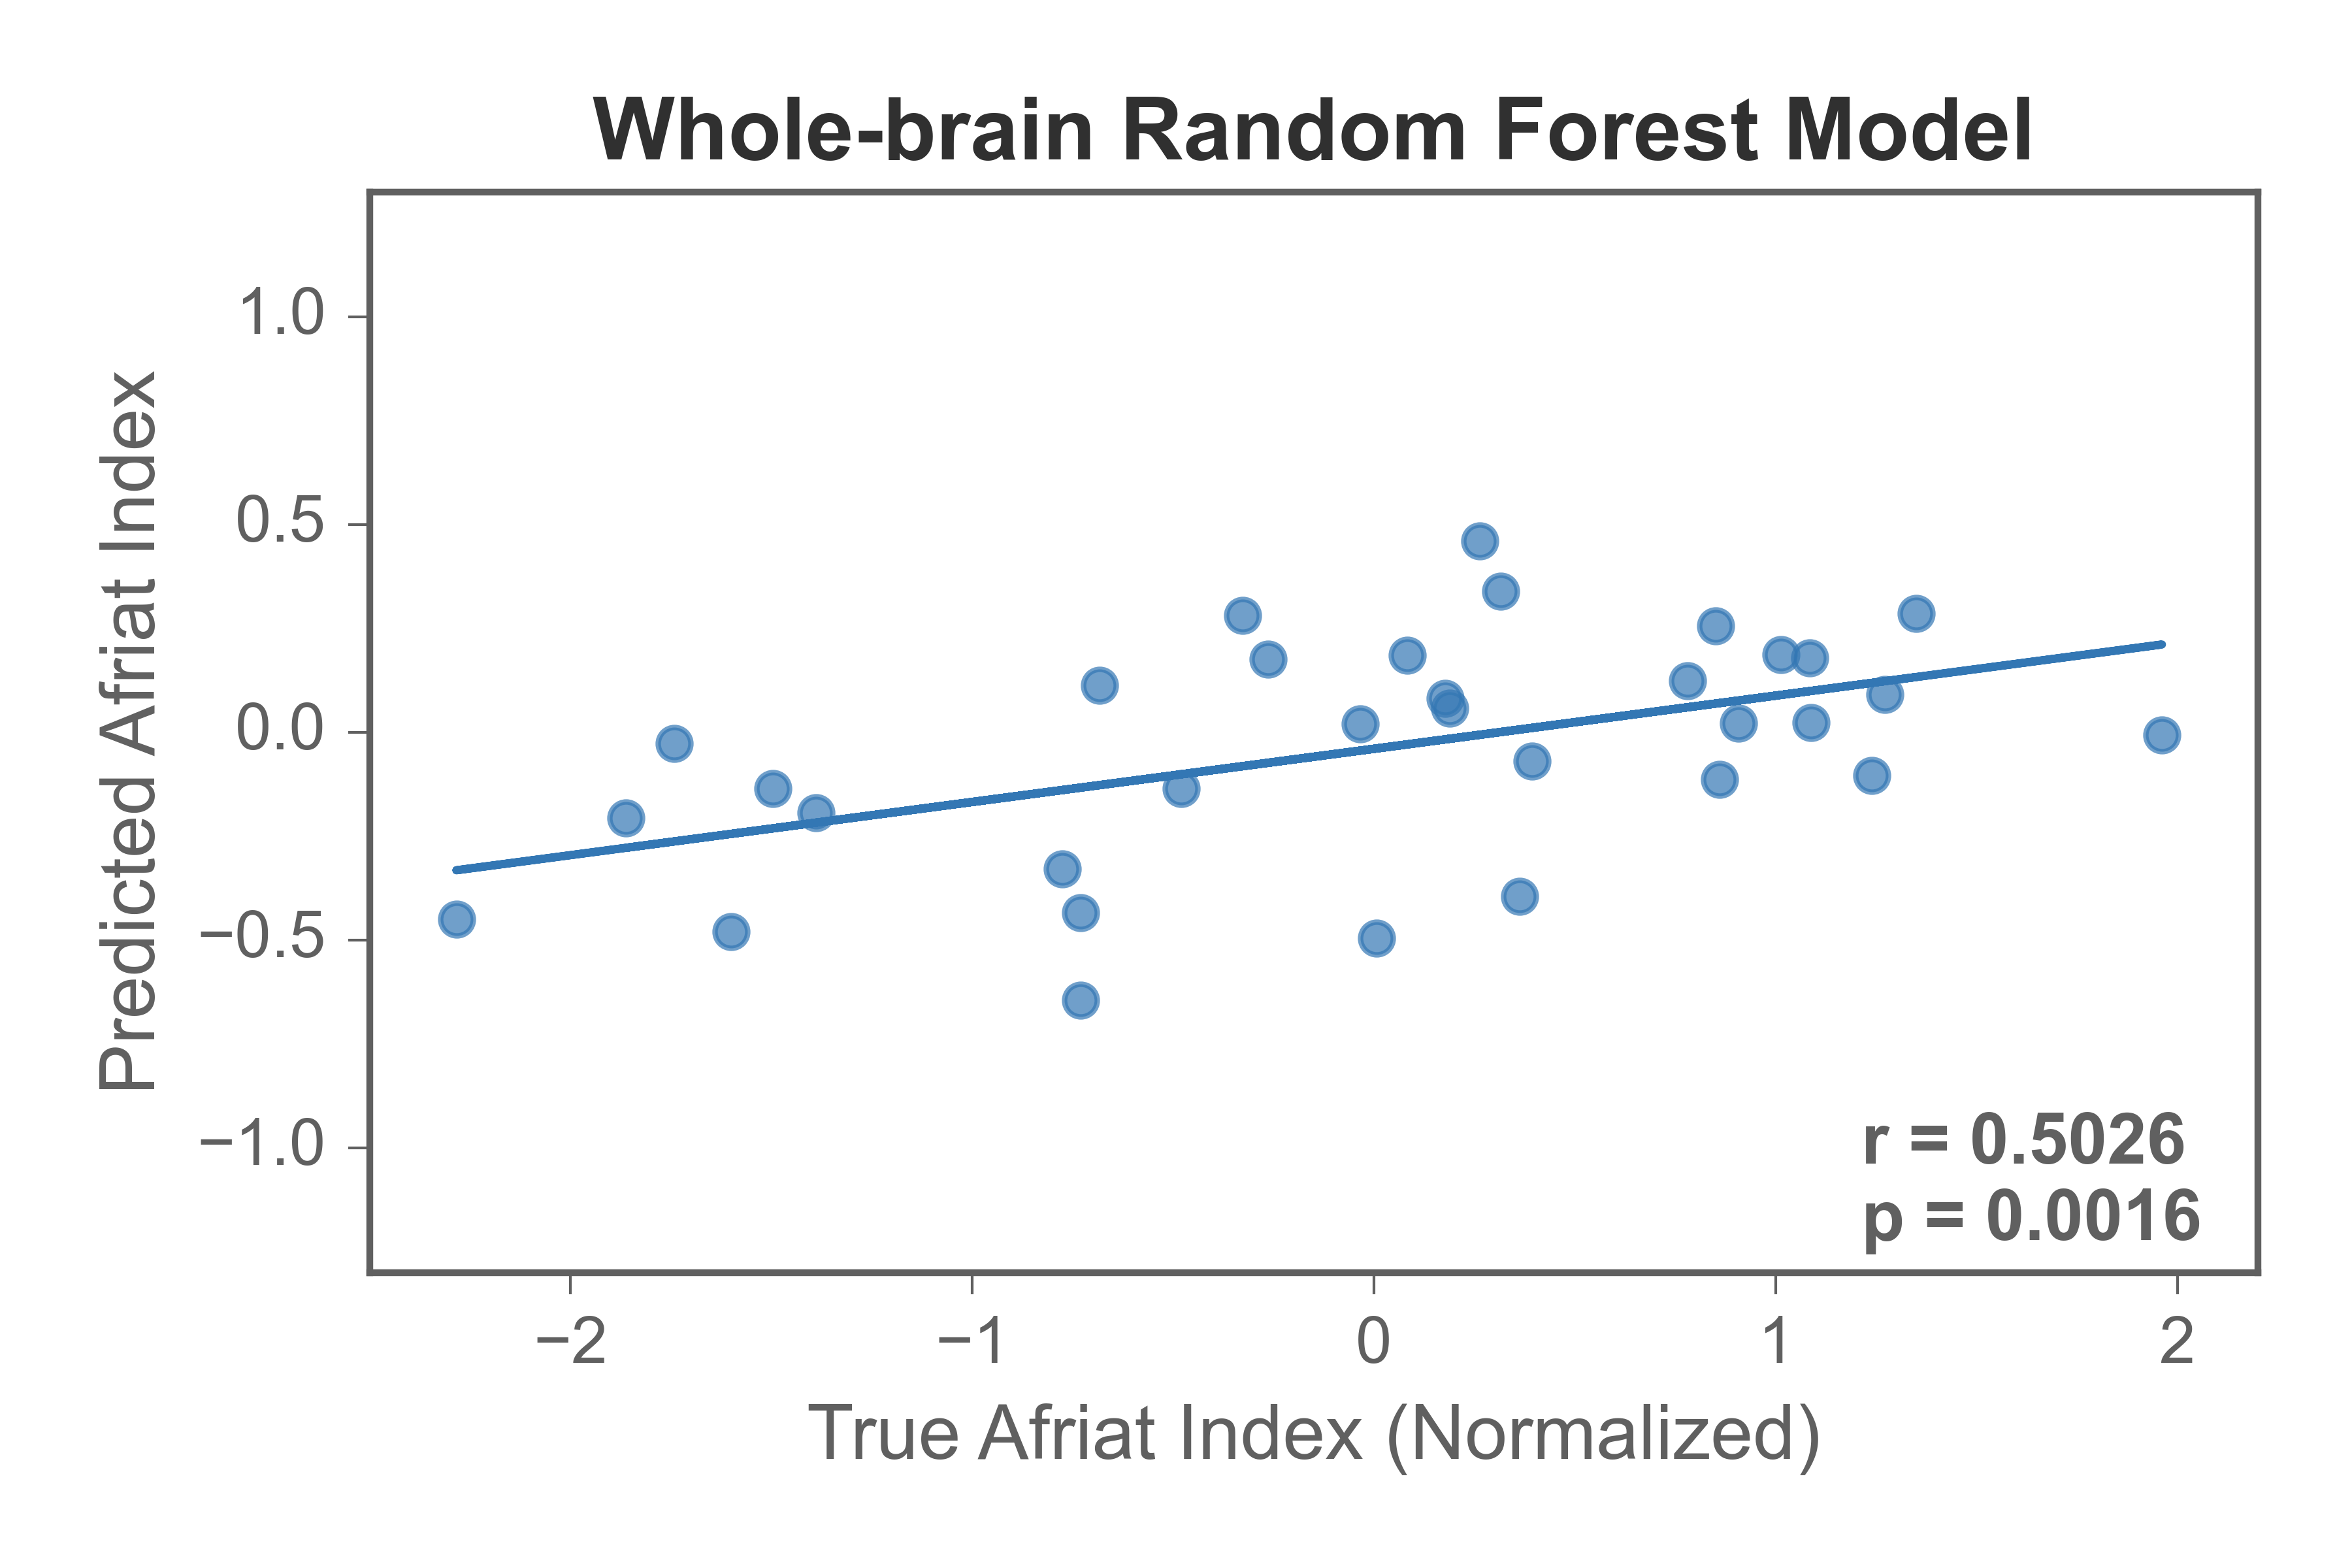 Whole-brain Random Forest Model
Predicted Afriat Index
1.0
0.5
0.0
−0.5
−1.0
r = 0.5026
p = 0.0016
−2 −1 0 1 2
True Afriat Index (Normalized)